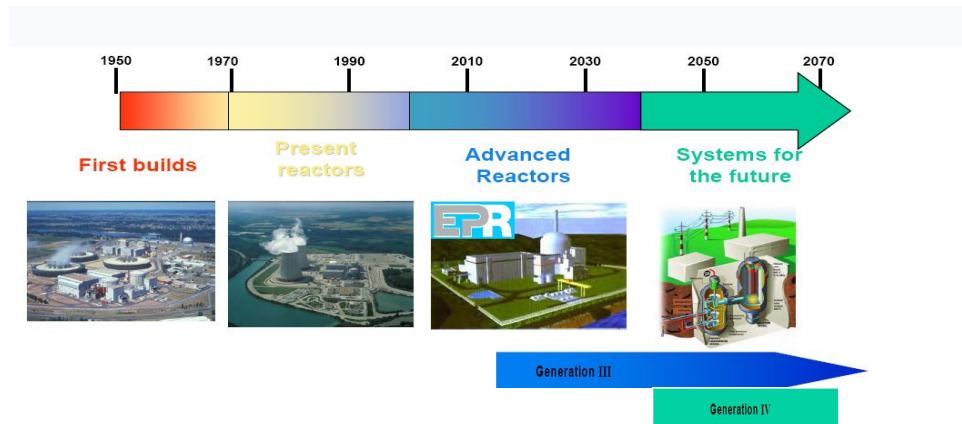 1950 1970 1990 2010 2030 2050 2070
First builds
Present
reactors
Advanced
Reactors
Systems for
the future
EPR
Generation III
Generation IV